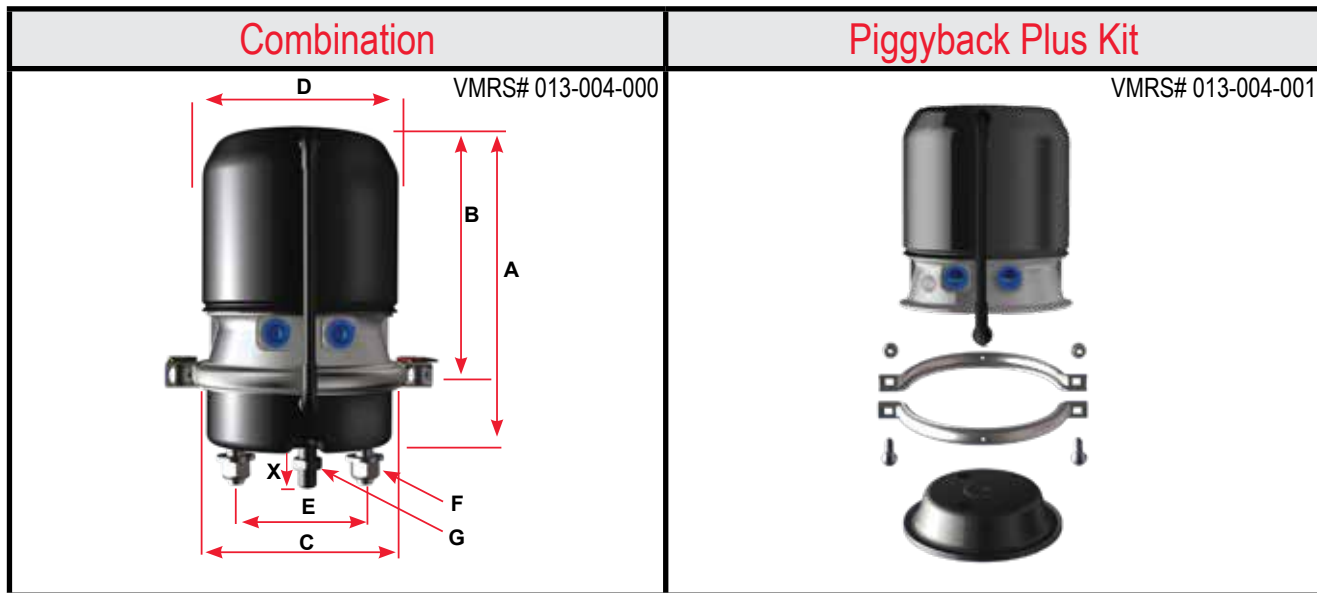 Combination
Piggyback Plus Kit
VMRS# 013-004-000
D
B
A
X
E
F
C
G
VMRS# 013-004-001